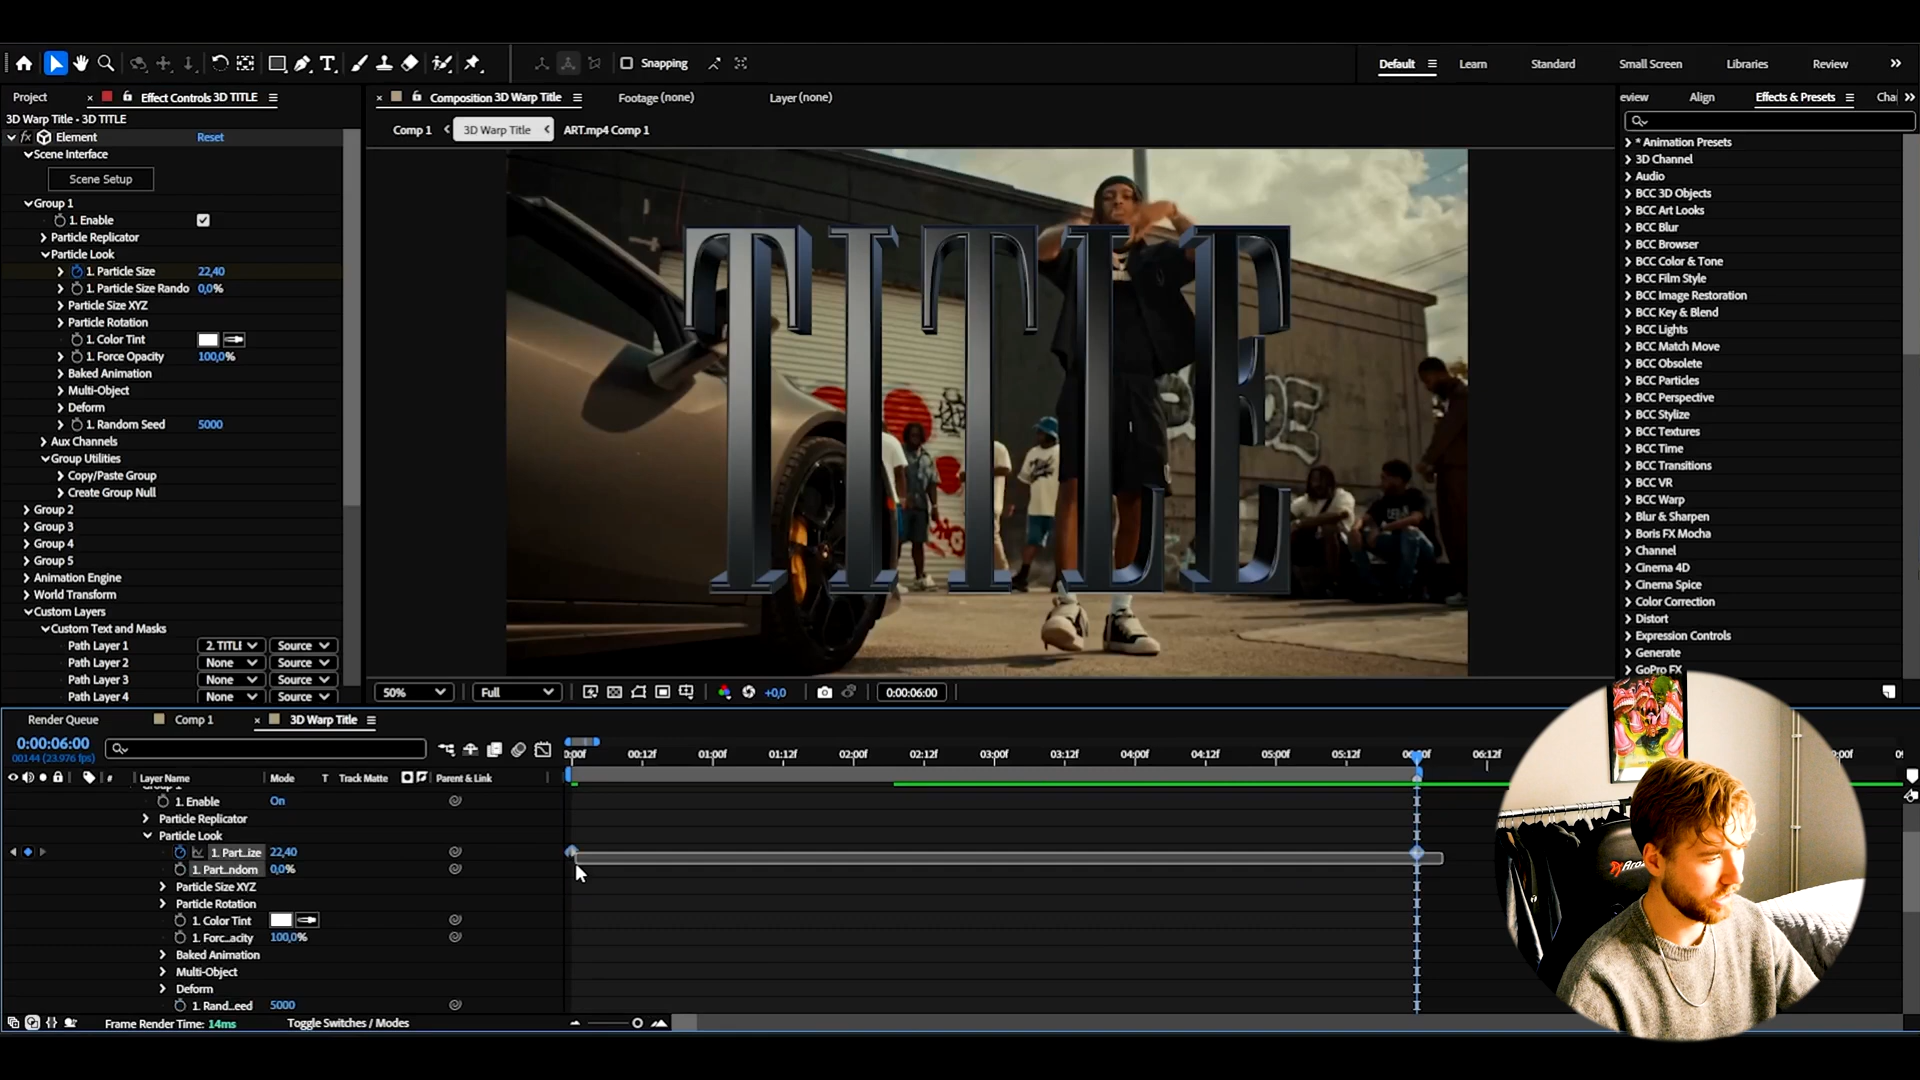 Snapping
Default
Learn
Standard
Small Screen
Libraries
Review
Project
Effect Controls 3D TITLE
Composition 3D Warp Title
Footage (none)
Layer (none)
eview
Align
Effects & Presets
Cha
3D Warp Title - 3D TITLE
fx Element
Reset
Comp 1
3D Warp Title
ART.mp4 Comp 1
Scene Interface
Scene Setup
Group 1
1. Enable
Particle Replicator
Particle Look
1. Particle Size
22,40
1. Particle Size Rando
0,0%
Particle Size XYZ
Particle Rotation
1. Color Tint
1. Force Opacity
100,0%
Baked Animation
Multi-Object
Deform
1. Random Seed
5000
Aux Channels
Group Utilities
Copy/Paste Group
Create Group Null
Group 2
Group 3
Group 4
Group 5
Animation Engine
World Transform
Custom Layers
Custom Text and Masks
Path Layer 1
2. TITLI
Source
Path Layer 2
None
Source
Path Layer 3
None
Source
Path Layer 4
None
Source
TITLE
* Animation Presets
3D Channel
Audio
BCC 3D Objects
BCC Art Looks
BCC Blur
BCC Browser
BCC Color & Tone
BCC Film Style
BCC Image Restoration
BCC Key & Blend
BCC Lights
BCC Match Move
BCC Obsolete
BCC Particles
BCC Perspective
BCC Stylize
BCC Textures
BCC Time
BCC Transitions
BCC VR
BCC Warp
Blur & Sharpen
Boris FX Mocha
Channel
Cinema 4D
Cinema Spice
Color Correction
Distort
Expression Controls
Generate
GoPro FX
50%
Full
+0,0
0:00:06:00
Render Queue
Comp 1
3D Warp Title
0:00:06:00
00144 (23.976 fps)
0:00f
00:12f
01:00f
01:12f
02:00f
02:12f
03:00f
03:12f
04:00f
04:12f
05:00f
05:12f
06:12f
#
Layer Name
Mode
T
Track Matte
Parent & Link
1. Enable
On
Particle Replicator
Particle Look
1. Part...ize
22,40
1. Part...ndom
0,0%
Particle Size XYZ
Particle Rotation
1. Color Tint
1. Forc...acity
100,0%
Baked Animation
Multi-Object
Deform
1. Rand...eed
5000
Frame Render Time: 14ms
Toggle Switches / Modes